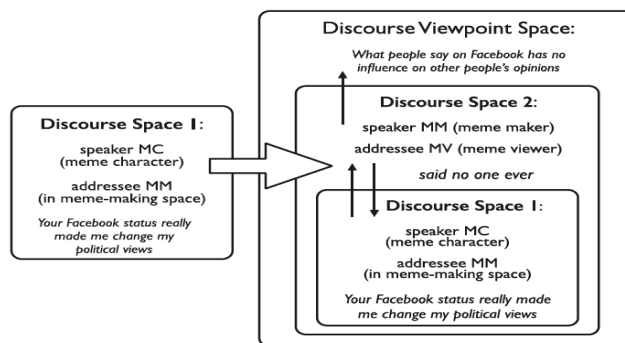 Discourse Viewpoint Space:
What people say on Facebook has no
influence on other people's opinions
Discourse Space 1:
speaker MC
(meme character)
addressee MM
(in meme-making space)
Your Facebook status really
made me change my
political views
Discourse Space 2:
speaker MM (meme maker)
addressee MV (meme viewer)
said no one ever
Discourse Space 1:
speaker MC
(meme character)
addressee MM
(in meme-making space)
Your Facebook status really made
me change my political views